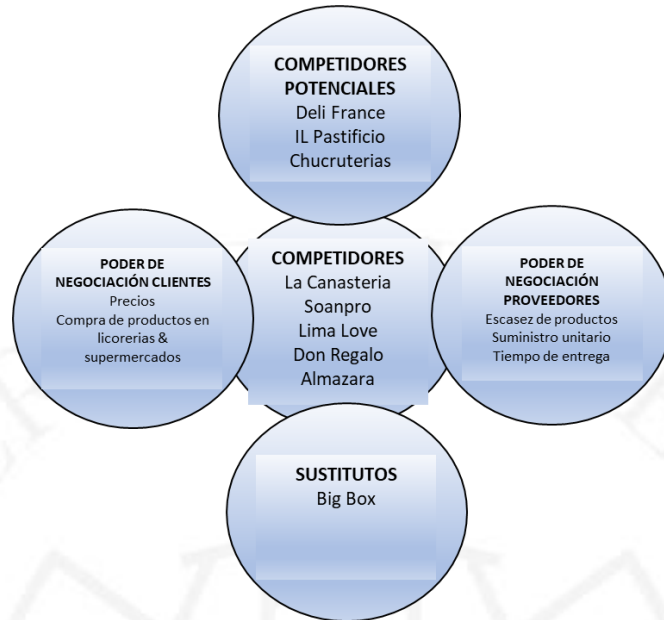 COMPETIDORES
POTENCIALES
Deli France
IL Pastificio
Chucruterias
PODER DE
NEGOCIACIÓN CLIENTES
Precios
Compra de productos en
licorerias &
supermercados
COMPETIDORES
La Canasteria
Soanpro
Lima Love
Don Regalo
Almazara
PODER DE
NEGOCIACIÓN
PROVEEDORES
Escasez de productos
Suministro unitario
Tiempo de entrega
SUSTITUTOS
Big Box